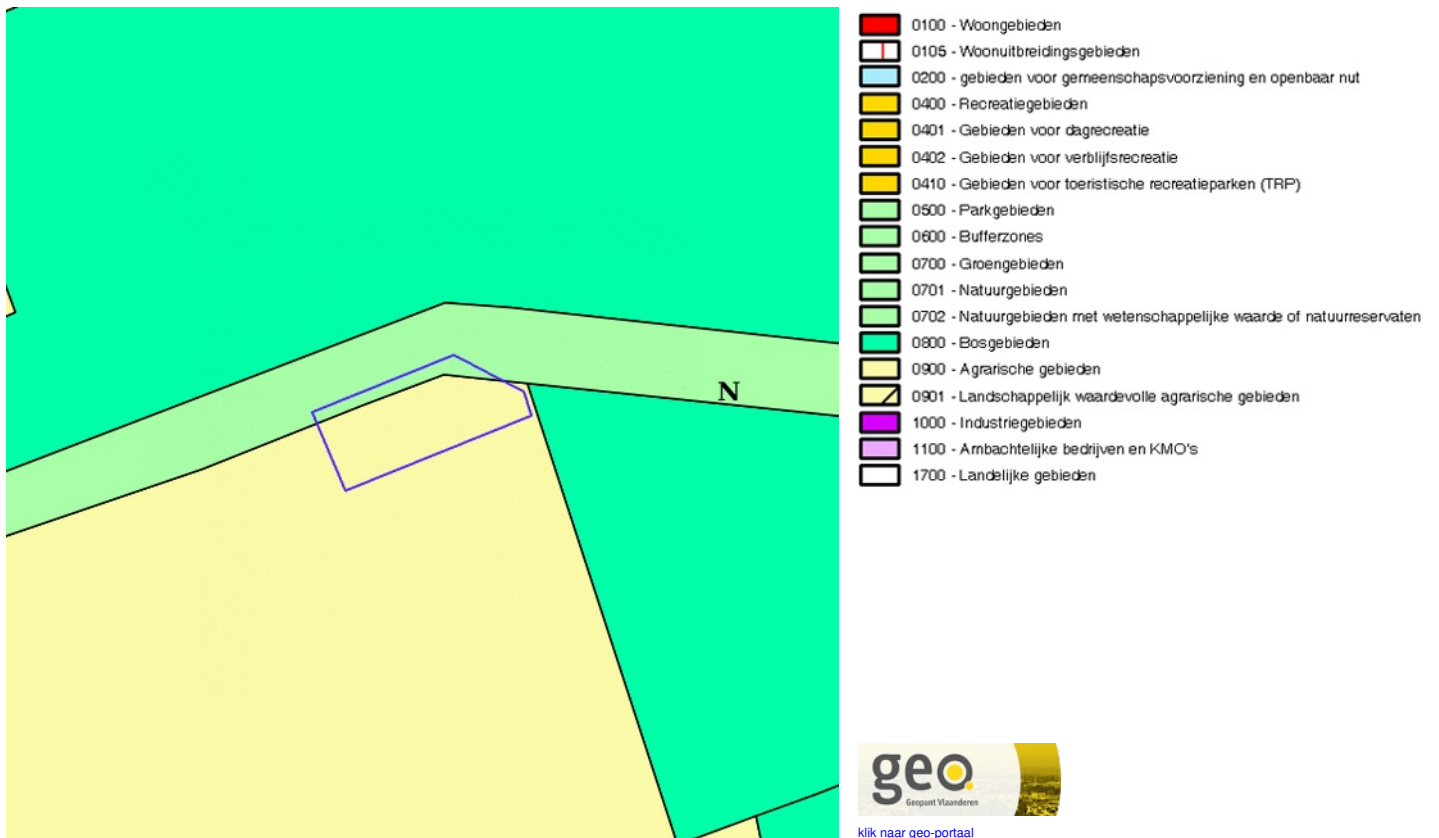 0100 - Woongebieden
0105 - Woonuitbreidingsgebieden
0200 - gebieden voor gemeenschapsvoorziening en openbaar nut
0400 - Recreatiegebieden
0401 - Gebieden voor dagrecreatie
0402 - Gebieden voor verblijfsrecreatie
0410 - Gebieden voor toeristische recreatieparken (TRP)
0500 - Parkgebieden
0600 - Bufferzones
0700 - Groengebieden
0701 - Natuurgebieden
0702 - Natuurgebieden met wetenschappelijke waarde of natuurreservaten
0800 - Bosgebieden
0900 - Agrarische gebieden
0901 - Landschappelijk waardevolle agrarische gebieden
1000 - Industriegebieden
1100 - Ambachtelijke bedrijven en KMO's
1700 - Landelijke gebieden
N
geo
Geopunt Vlaanderen
klik naar geo-portaal